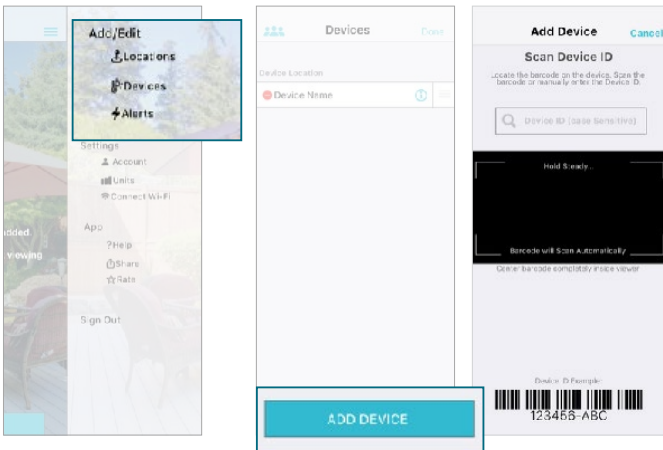 Add/Edit
Locations
Devices
Alerts
Settings
Account
Units
Connect Wi-Fi
App
?Help
Share
Rate
Sign Out
added.
viewing
Devices
Done
Device Location
Device Name
ADD DEVICE
Add Device
Cancel
Scan Device ID
Locate the barcode on the device. Scan the
barcode or manually enter the Device ID.
Device ID (case sensitive)
Hold Steady..
Barcode will Scan Automatically
Center barcode completely inside viewer
Device ID Example:
123456-ABC